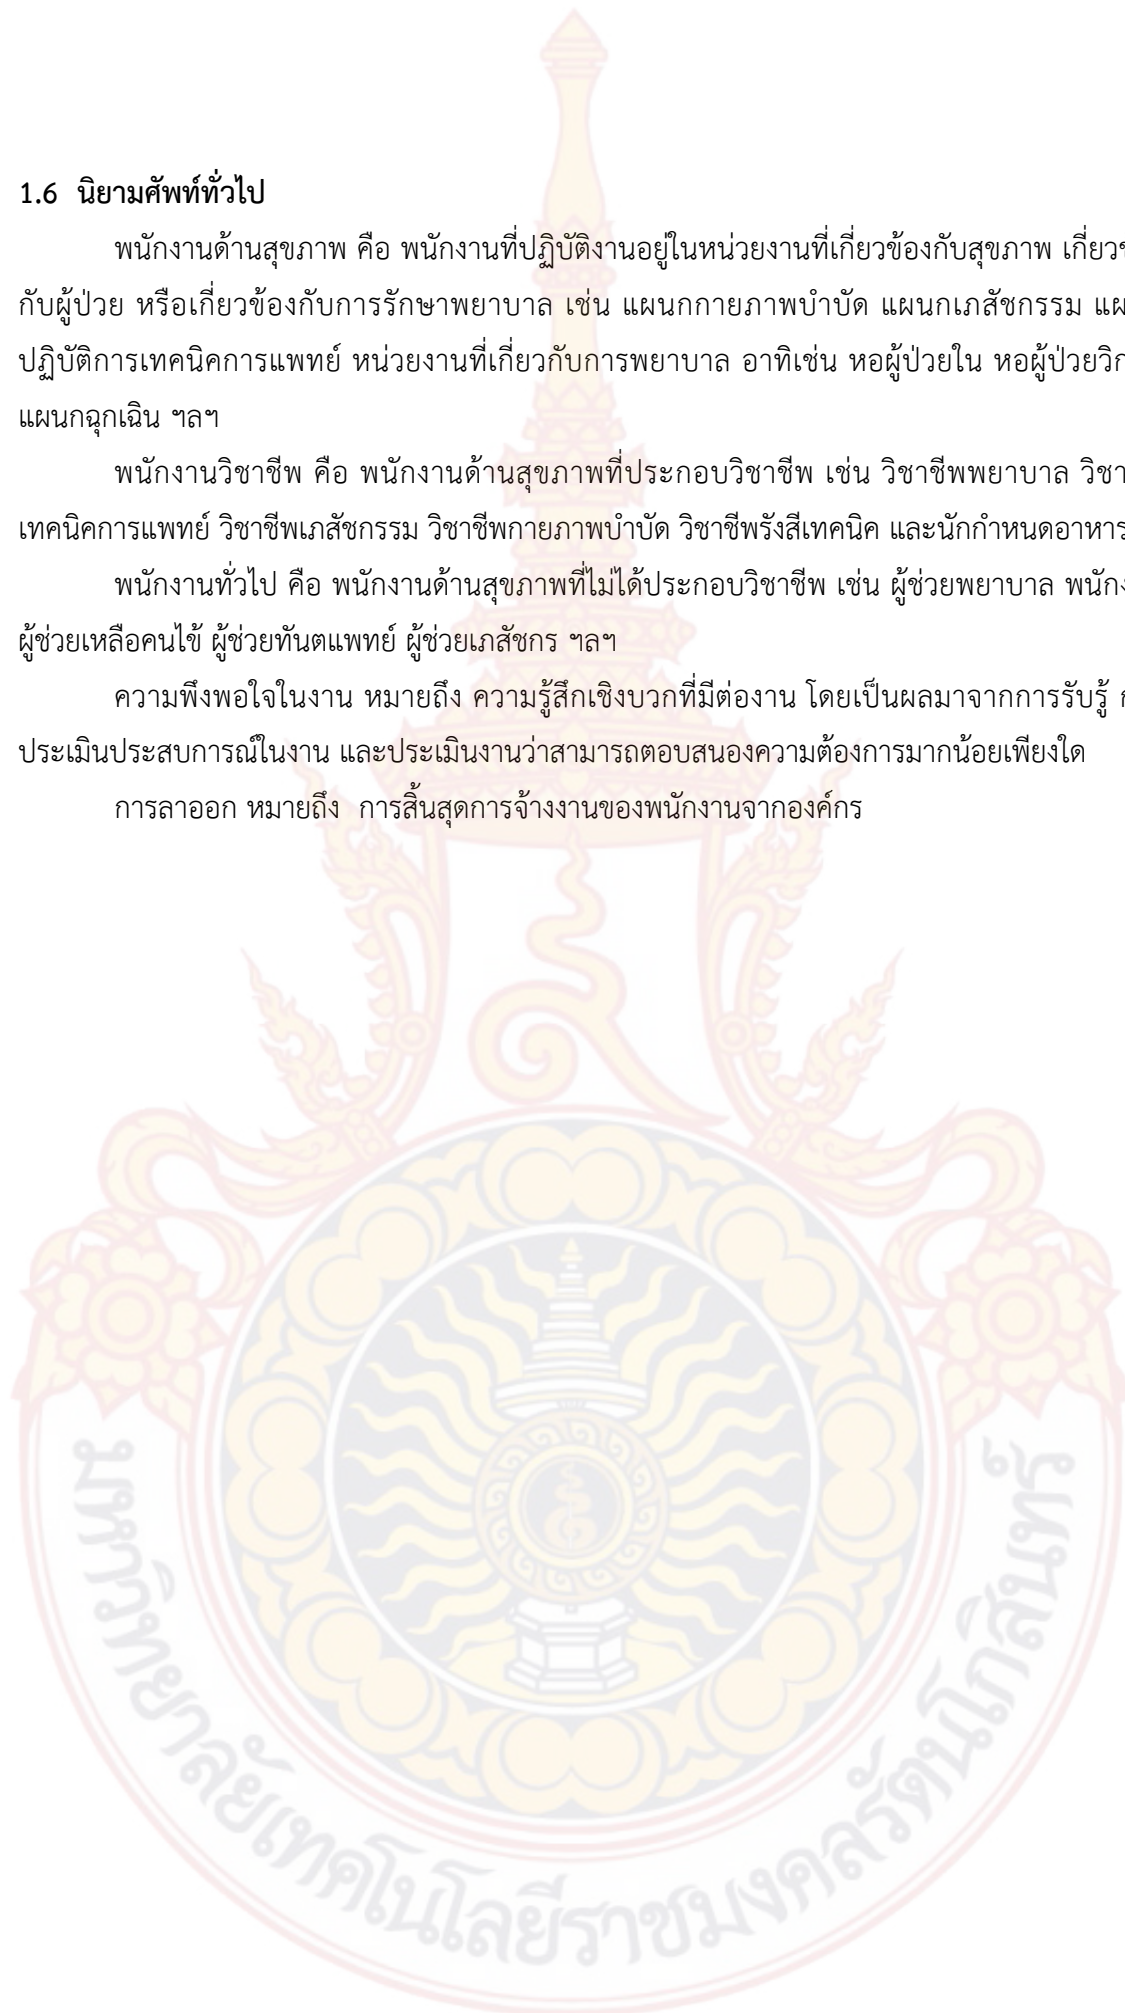 1.6 นิยามศัพท์ทั่วไป
พนักงานด้านสุขภาพ คือ พนักงานที่ปฏิบัติงานอยู่ในหน่วยงานที่เกี่ยวข้องกับสุขภาพ
กับผู้ป่วย หรือเกี่ยวข้องกับการรักษาพยาบาล เช่น แผนกกายภาพบำบัด แผนกเภสัชกรรม
ปฏิบัติการเทคนิคการแพทย์ หน่วยงานที่เกี่ยวกับการพยาบาล อาทิเช่น หอผู้ป่วยใน
แผนกฉุกเฉิน ฯลฯ
พนักงานวิชาชีพ คือ พนักงานด้านสุขภาพที่ประกอบวิชาชีพ เช่น วิชาชีพพยาบาล
เทคนิคการแพทย์ วิชาชีพเภสัชกรรม วิชาชีพกายภาพบำบัด วิชาชีพรังสีเทคนิค และนักกำหนดอาหาร
พนักงานทั่วไป คือ พนักงานด้านสุขภาพที่ไม่ได้ประกอบวิชาชีพ เช่น ผู้ช่วยพยาบาล
ผู้ช่วยเหลือคนไข้ ผู้ช่วยทันตแพทย์ ผู้ช่วยเภสัชกร ฯลฯ
ความพึงพอใจในงาน หมายถึง ความรู้สึกเชิงบวกที่มีต่องาน โดยเป็นผลมาจากการรับรู้
ประเมินประสบการณ์ในงาน และประเมินงานว่าสามารถตอบสนองความต้องการมากน้อยเพียงใด
การลาออก หมายถึง การสิ้นสุดการจ้างงานของพนักงานจากองค์กร
มหาวิทยาลัยเทคโนโลยีราชมงคลรัตนโกสินทร์